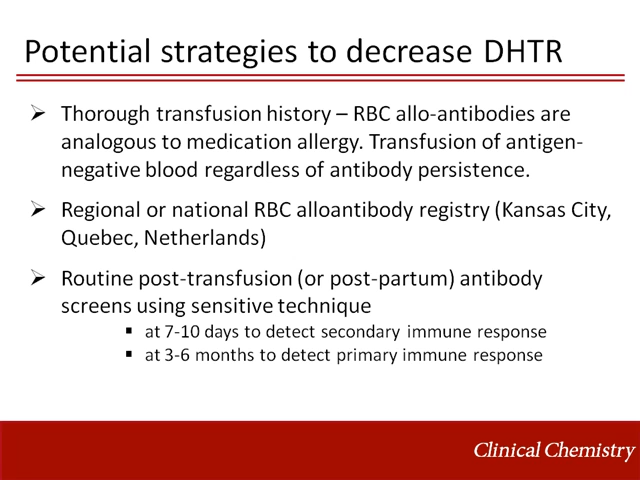 Potential strategies to decrease DHTR
➢ Thorough transfusion history – RBC allo-antibodies are
analogous to medication allergy. Transfusion of antigen-
negative blood regardless of antibody persistence.
➢ Regional or national RBC alloantibody registry (Kansas City,
Quebec, Netherlands)
➢ Routine post-transfusion (or post-partum) antibody
screens using sensitive technique
▪ at 7-10 days to detect secondary immune response
▪ at 3-6 months to detect primary immune response
Clinical Chemistry